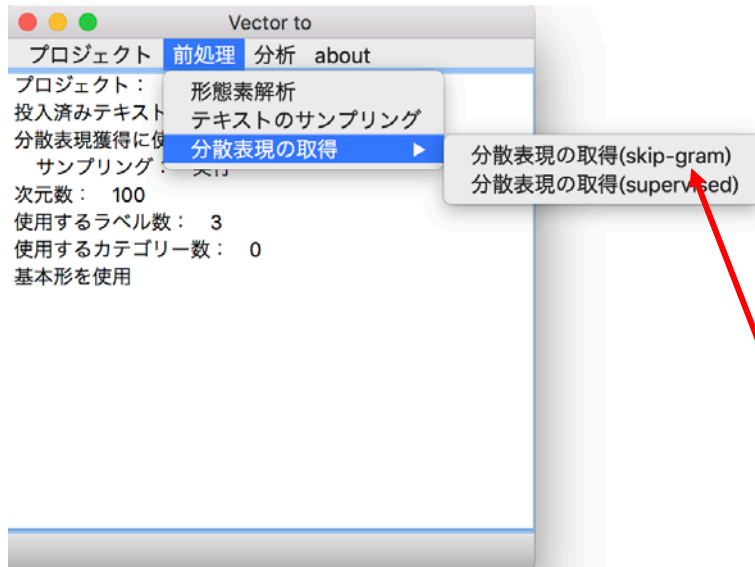 Vector to
プロジェクト 前処理 分析 about
プロジェクト：
投入済みテキスト
分散表現獲得に使
サンプリング：
次元数： 100
使用するラベル数： 3
使用するカテゴリー数： 0
基本形を使用
形態素解析
テキストのサンプリング
分散表現の取得
分散表現の取得(skip-gram)
分散表現の取得(supervised)